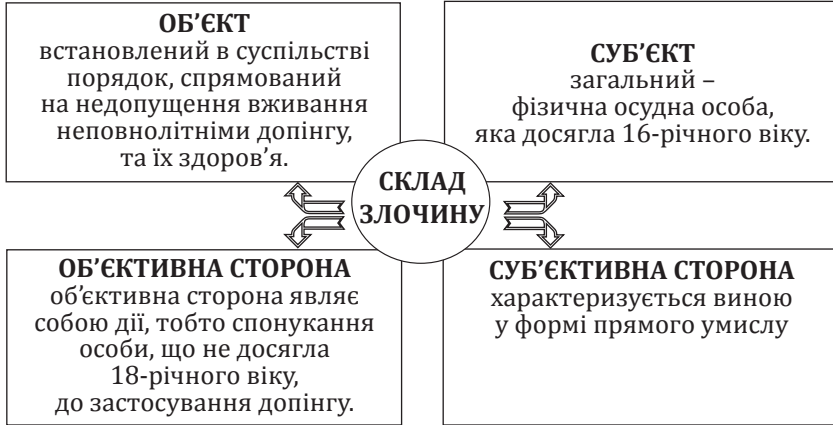 ОБ’ЄКТ
встановлений в суспільстві
порядок, спрямований
на недопущення вживання
неповнолітніми допінгу,
та їх здоров’я.
СУБ’ЄКТ
загальний –
фізична осудна особа,
яка досягла 16-річного віку.
СКЛАД
ЗЛОЧИНУ
ОБ’ЄКТИВНА СТОРОНА
об’єктивна сторона являє
собою дії, тобто спонукання
особи, що не досягла
18-річного віку,
до застосування допінгу.
СУБ’ЄКТИВНА СТОРОНА
характеризується виною
у формі прямого умислу